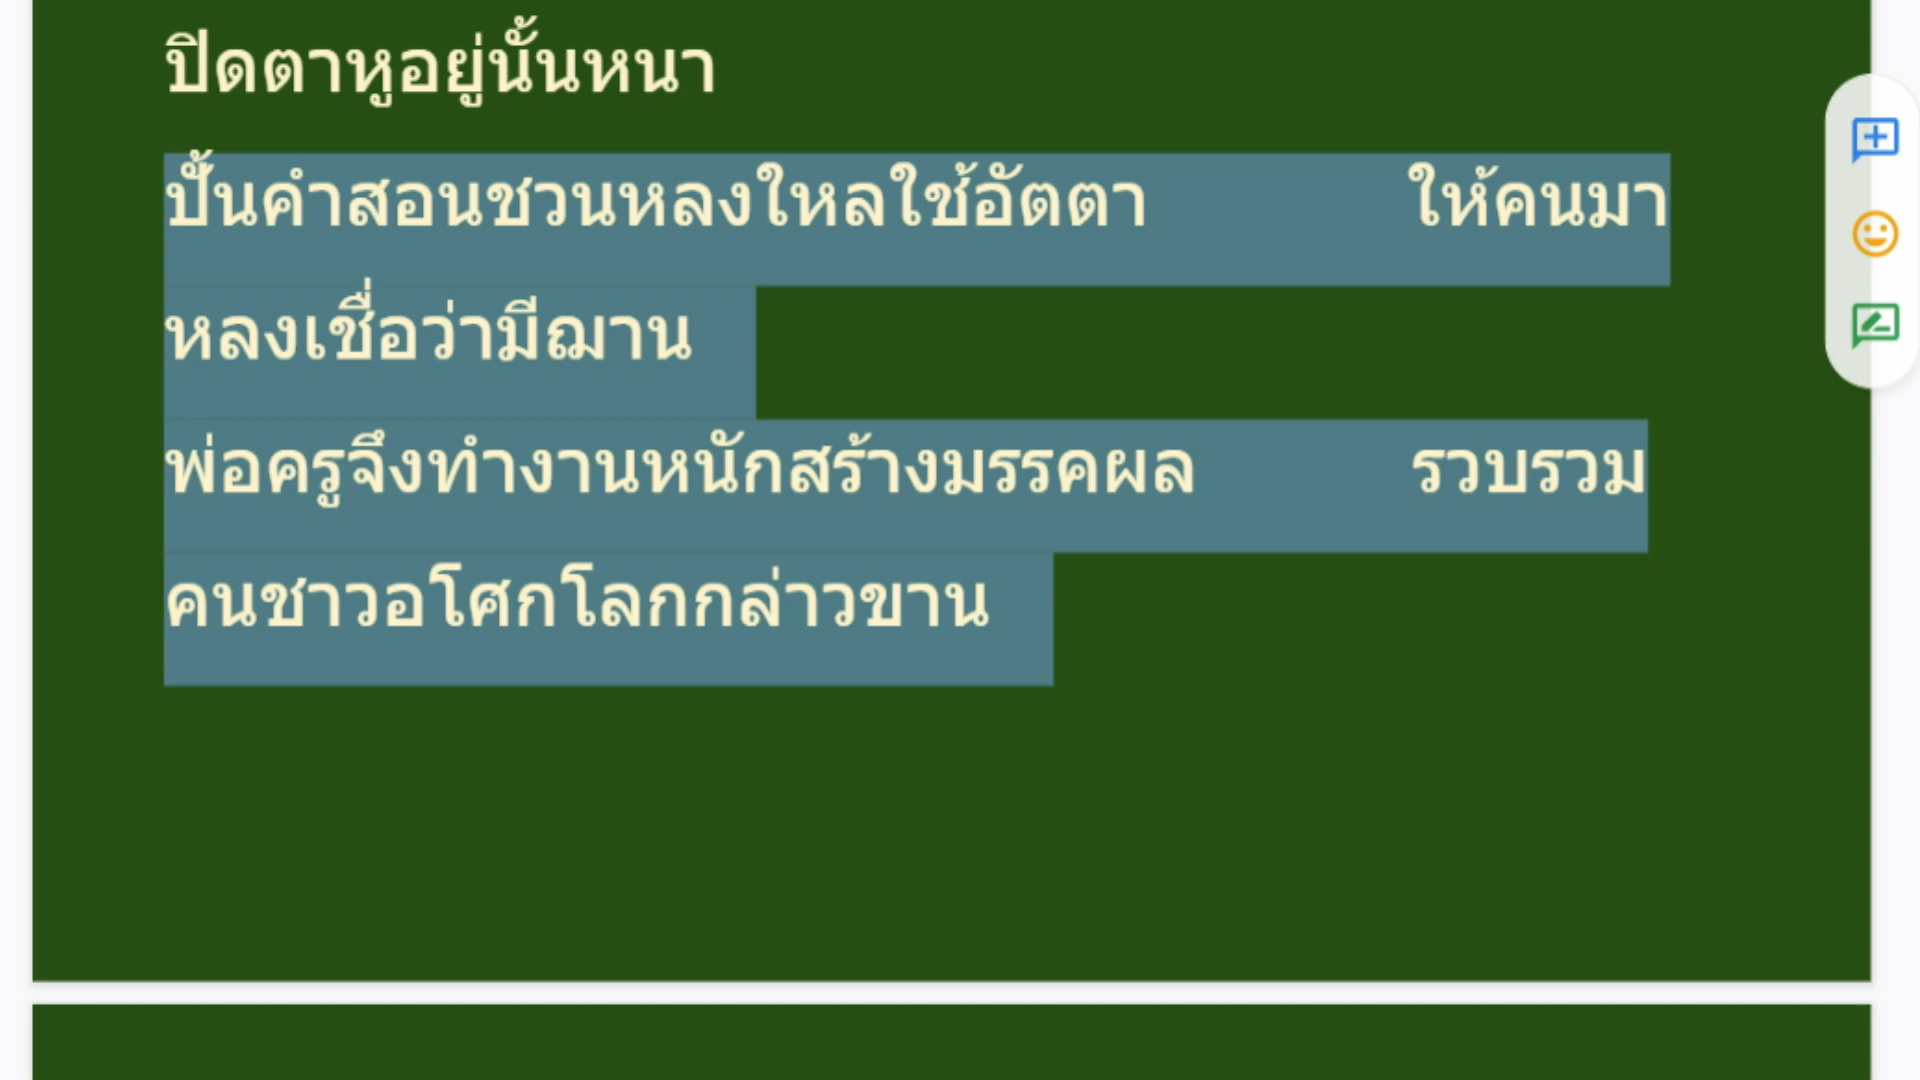 ปิดตาหูอยู่นั้นหนา
ปั้นคำสอนชวนหลงใหลใช้อัตตา ให้คนมา
หลงเชื่อว่ามีฌาน
พ่อครูจึงทำงานหนักสร้างมรรคผล รวบรวม
คนชาวอโศกโลกกล่าวขาน